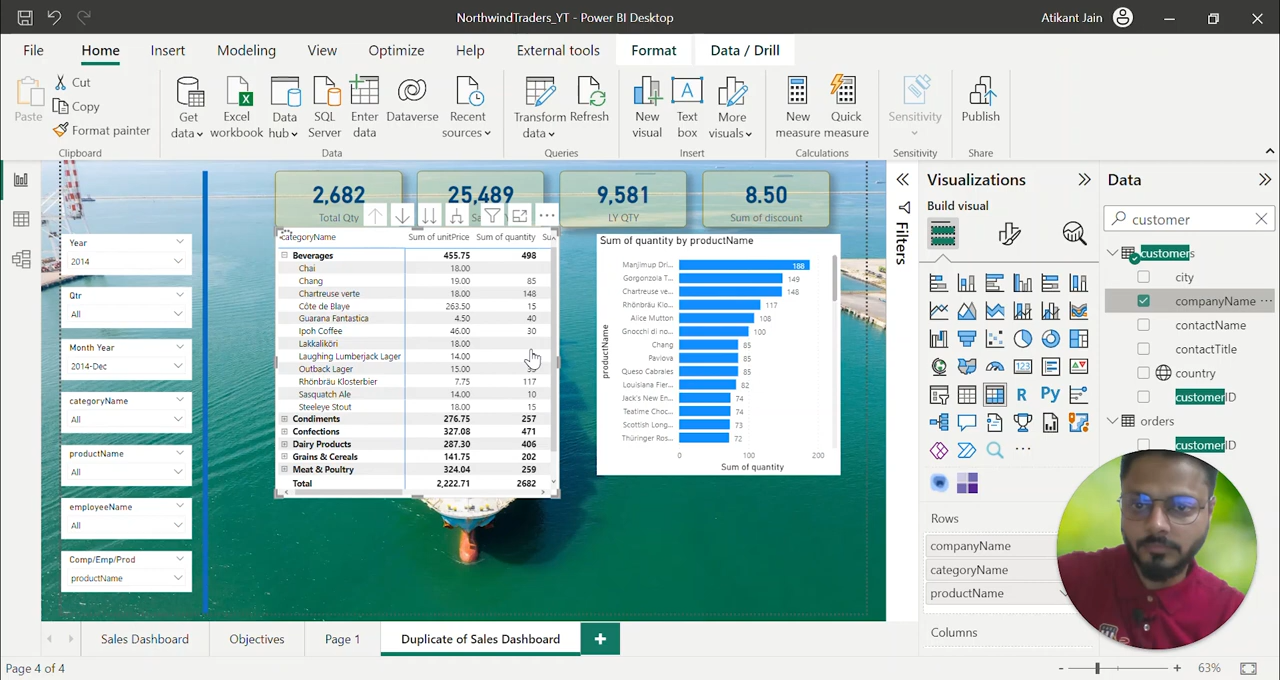 NorthwindTraders_YT - Power BI Desktop
Atikant Jain
File
Home
Insert
Modeling
View
Optimize
Help
External tools
Format
Data / Drill
Paste
Cut
Copy
Format painter
Clipboard
Get data
Excel workbook
Data hub
SQL Server
Enter data
Dataverse
Recent sources
Data
Transform data
Refresh
Queries
New visual
Text box
More visuals
Insert
New measure
Quick measure
Calculations
Sensitivity
Sensitivity
Publish
Share
Year
2014
Qtr
All
Month Year
2014-Dec
categoryName
All
productName
All
employeeName
All
Comp/Emp/Prod
productName
2,682
Total Qty
25,489
9,581
LY QTY
8.50
Sum of discount
categoryName Sum of unitPrice Sum of quantity Su
Beverages 455.75 498
Chai 18.00
Chang 19.00 85
Chartreuse verte 18.00 148
Côte de Blaye 263.50 15
Guarana Fantastica 4.50 40
Ipoh Coffee 46.00 30
Lakkalikööri 18.00
Laughing Lumberjack Lager 14.00
Outback Lager 15.00
Rhönbräu Klosterbier 7.75 117
Sasquatch Ale 14.00 10
Steeleye Stout 18.00 15
Condiments 276.75 257
Confections 327.08 471
Dairy Products 287.30 406
Grains & Cereals 141.75 202
Meat & Poultry 324.04 259
Total 2,222.71 2682
Sum of quantity by productName
productName
Manjimup Dri... 188
Gorgonzola T... 149
Chartreuse ve... 148
Rhönbräu Klo... 117
Alice Mutton 108
Gnocchi di no... 100
Chang 85
Pavlova 85
Queso Cabrales 85
Louisiana Fier... 82
Jack's New En... 74
Teatime Choc... 74
Scottish Long... 73
Thüringer Ros... 72
0 100 200
Sum of quantity
Filters
Visualizations
Build visual
R
Py
123
Rows
companyName
categoryName
productName
Columns
Data
customer
customers
city
companyName
contactName
contactTitle
country
customerID
orders
customerID
Sales Dashboard
Objectives
Page 1
Duplicate of Sales Dashboard
Page 4 of 4
63%